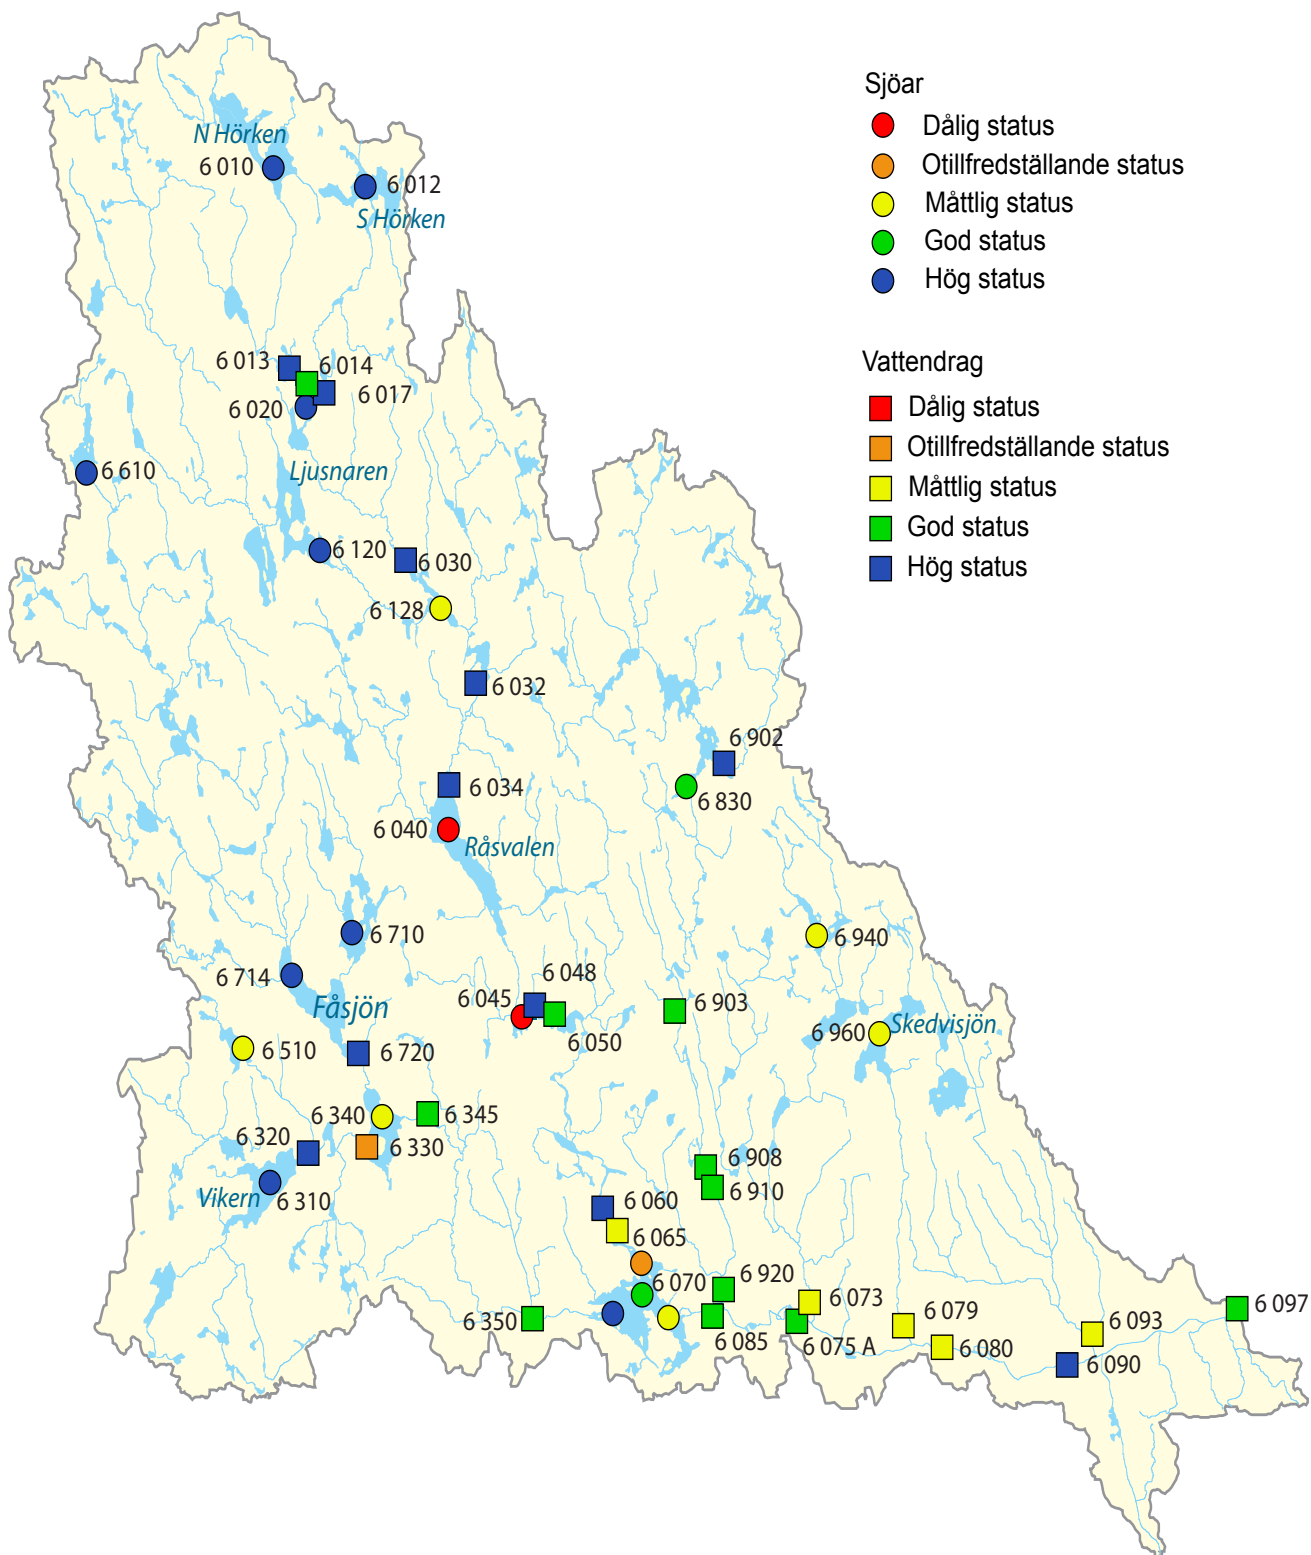 Sjöar
Dålig status
Otillfredställande status
Måttlig status
God status
Hög status
Vattendrag
Dålig status
Otillfredställande status
Måttlig status
God status
Hög status
N Hörken
6 010
6 012
S Hörken
6 013
6 014
6 017
6 020
6 610
Ljusnaren
6 120
6 030
6 128
6 032
6 902
6 034
6 830
6 040
Råsvalen
6 710
6 940
6 714
6 048
6 045
Fåsjön
6 903
6 050
6 960
Skedvisjön
6 510
6 720
6 340
6 345
6 320
6 330
6 908
6 910
Vikern
6 310
6 060
6 065
6 070
6 920
6 073
6 350
6 085
6 075 A
6 079
6 080
6 093
6 090
6 097